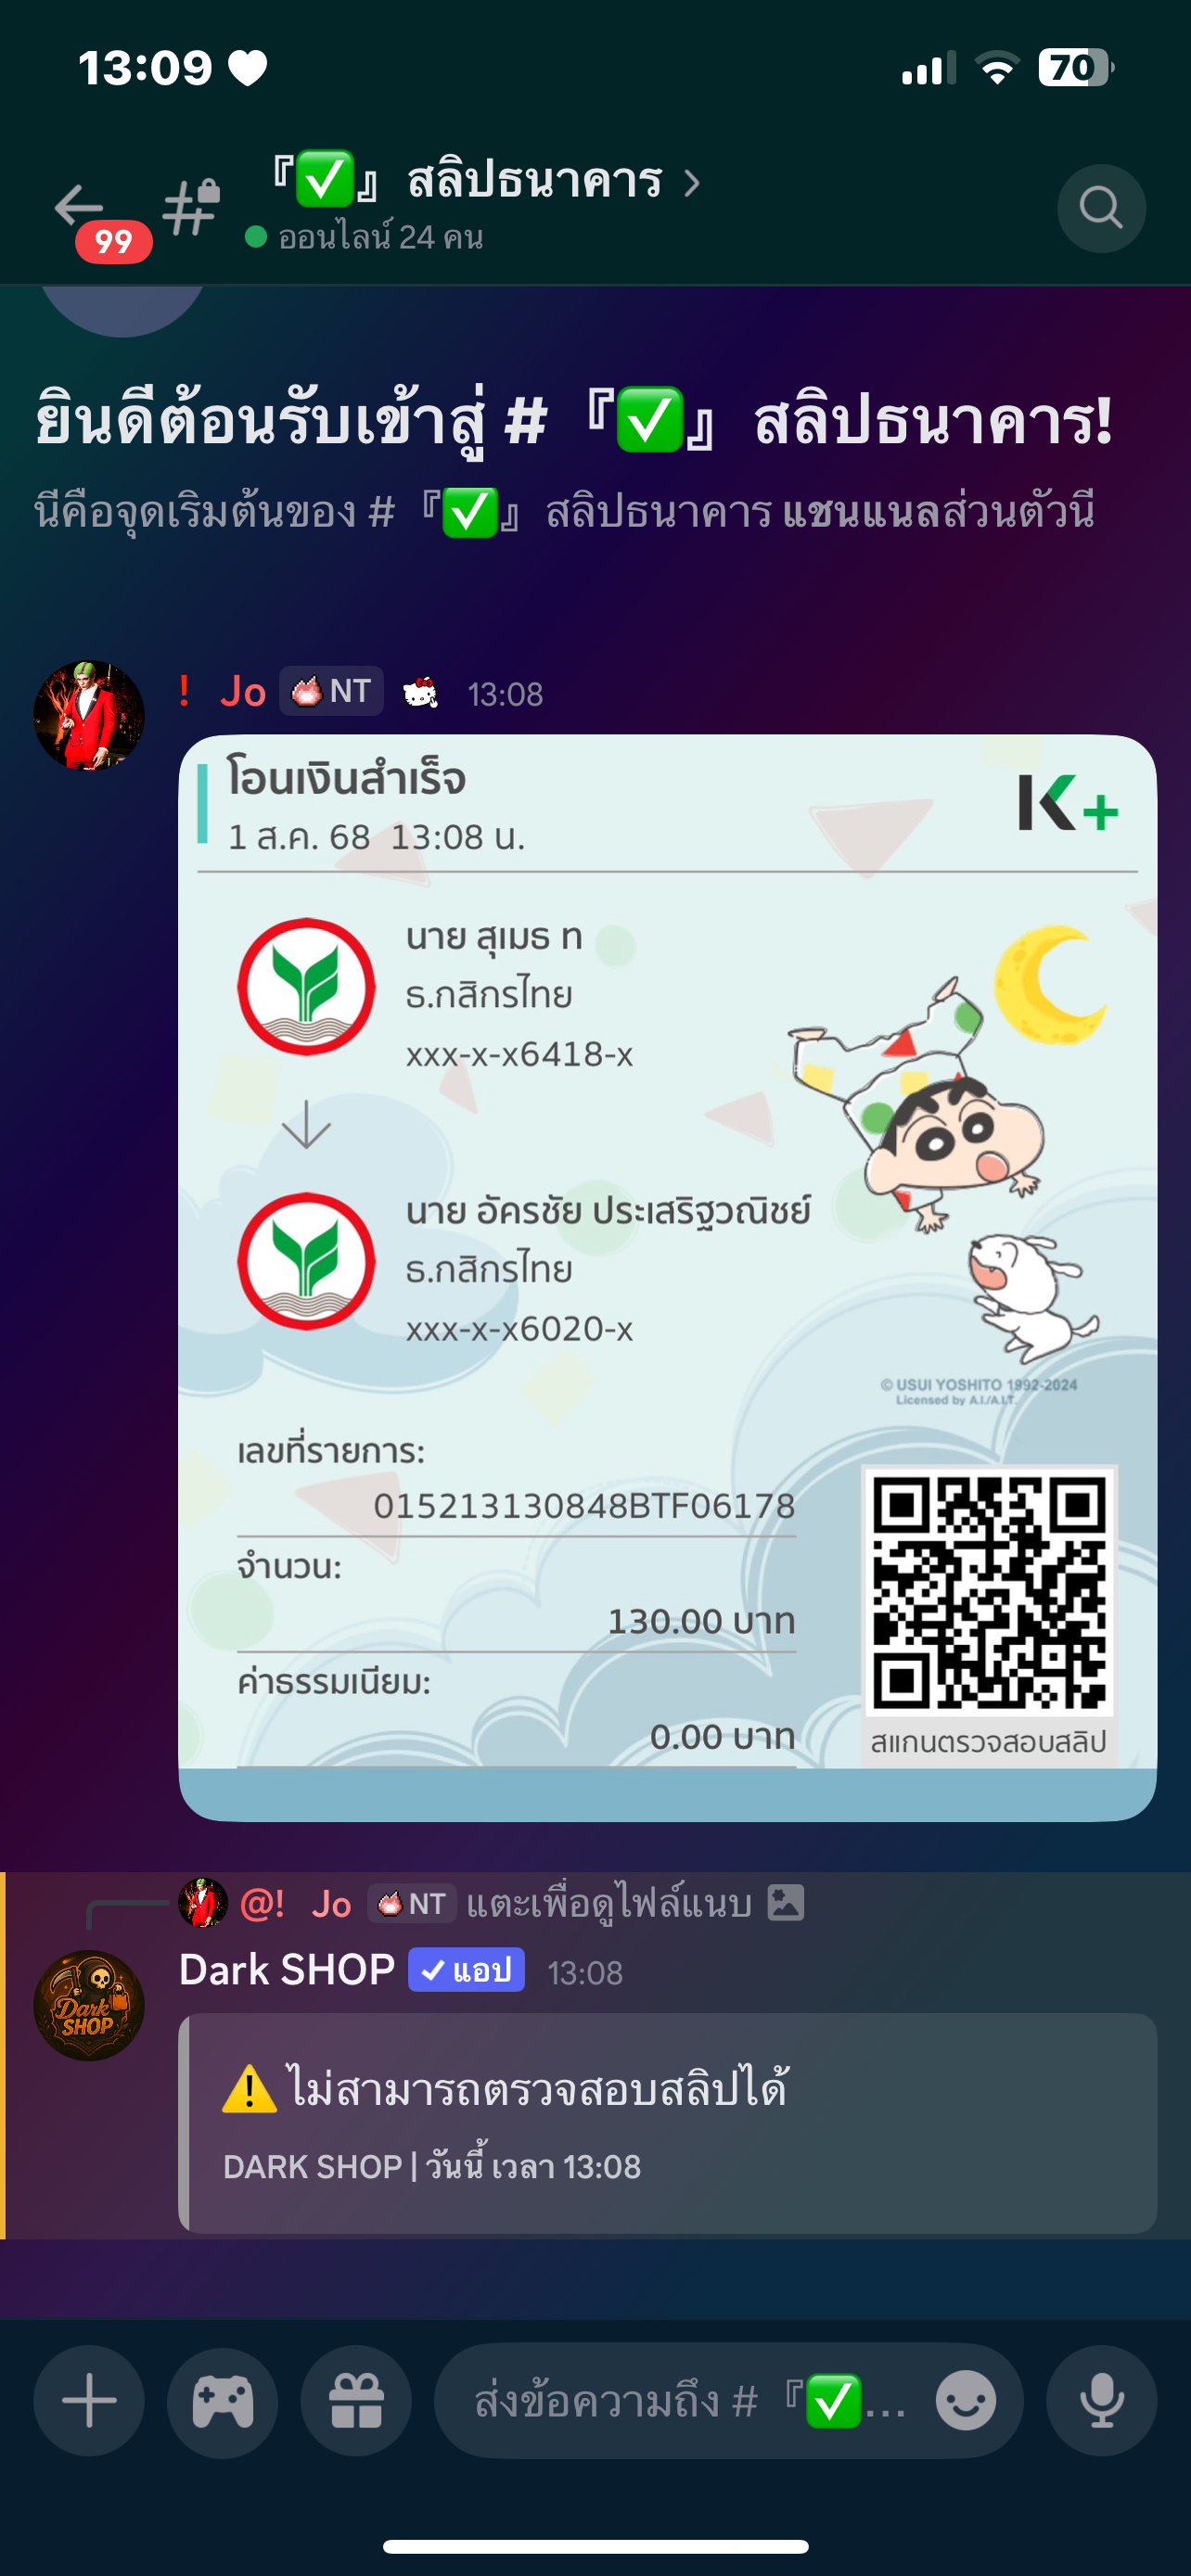 13:09
70
99
『✅』 สลิปธนาคาร
ออนไลน์ 24 คน
ยินดีต้อนรับเข้าสู่ # 『✅』 สลิปธนาคาร!
นี่คือจุดเริ่มต้นของ # 『✅』 สลิปธนาคาร แชนแนลส่วนตัวนี้
! Jo NT 13:08
โอนเงินสำเร็จ
1 ส.ค. 68 13:08 น.
K+
นาย สุเมธ ท
ธ.กสิกรไทย
xxx-x-x6418-x
นาย อัครชัย ประเสริฐวณิชย์
ธ.กสิกรไทย
xxx-x-x6020-x
© USUI YOSHITO 1992-2024
Licensed by A.I./A.I.T.
เลขที่รายการ:
015213130848BTF06178
จำนวน:
130.00 บาท
ค่าธรรมเนียม:
0.00 บาท
สแกนตรวจสอบสลิป
@! Jo NT แตะเพื่อดูไฟล์แนบ
Dark SHOP
Dark SHOP ✓ แอป 13:08
⚠️ ไม่สามารถตรวจสอบสลิปได้
DARK SHOP | วันนี้ เวลา 13:08
ส่งข้อความถึง # 『✅...